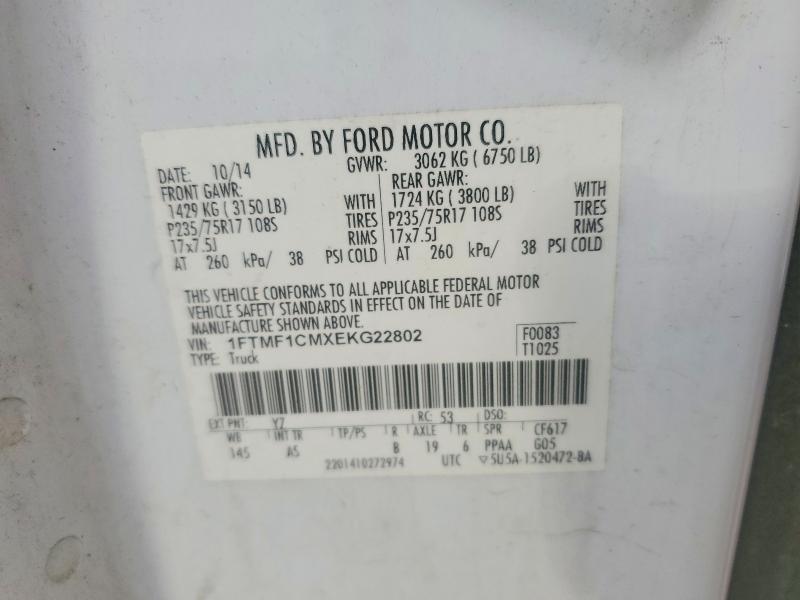 MFD. BY FORD MOTOR CO.
DATE: 10/14 GVWR: 3062 KG ( 6750 LB)
FRONT GAWR: REAR GAWR:
1429 KG ( 3150 LB) WITH 1724 KG ( 3800 LB) WITH
P235/75R17 108S TIRES P235/75R17 108S TIRES
17x7.5J RIMS 17x7.5J RIMS
AT 260 kPa/ 38 PSI COLD AT 260 kPa/ 38 PSI COLD
THIS VEHICLE CONFORMS TO ALL APPLICABLE FEDERAL MOTOR
VEHICLE SAFETY STANDARDS IN EFFECT ON THE DATE OF
MANUFACTURE SHOWN ABOVE.
VIN: 1FTMF1CMXEKG22802 F0083
TYPE: Truck T1025
EXT PNT: YZ RC: 53 DSO:
WB INT TR TP/PS R AXLE TR SPR CF617
145 AS B 19 6 PPAA G05
2201410272974 UTC ▽5U5A-1520472-BA